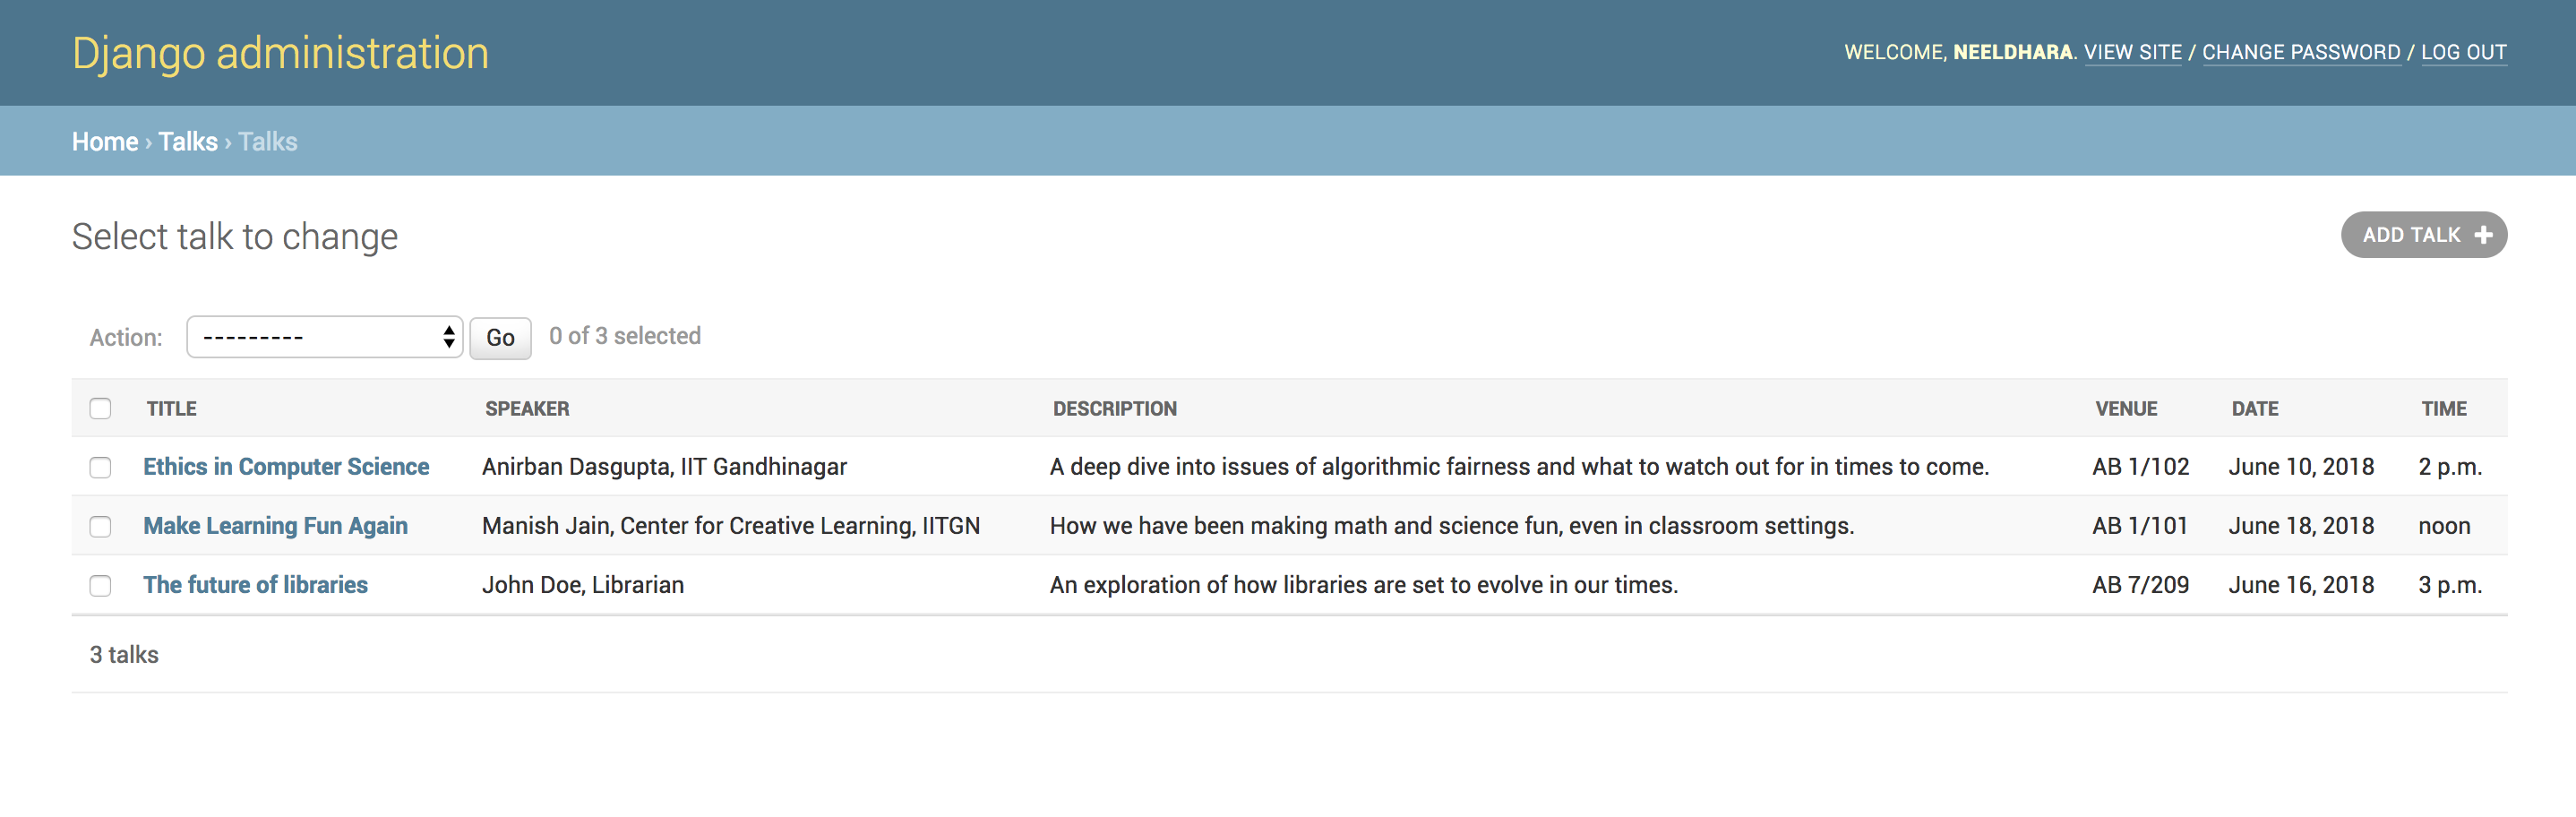 Django administration
WELCOME, NEELDHARA. VIEW SITE / CHANGE PASSWORD / LOG OUT
Home › Talks › Talks
Select talk to change
ADD TALK +
Action: --------- Go 0 of 3 selected
TITLE SPEAKER DESCRIPTION VENUE DATE TIME
Ethics in Computer Science Anirban Dasgupta, IIT Gandhinagar A deep dive into issues of algorithmic fairness and what to watch out for in times to come. AB 1/102 June 10, 2018 2 p.m.
Make Learning Fun Again Manish Jain, Center for Creative Learning, IITGN How we have been making math and science fun, even in classroom settings. AB 1/101 June 18, 2018 noon
The future of libraries John Doe, Librarian An exploration of how libraries are set to evolve in our times. AB 7/209 June 16, 2018 3 p.m.
3 talks